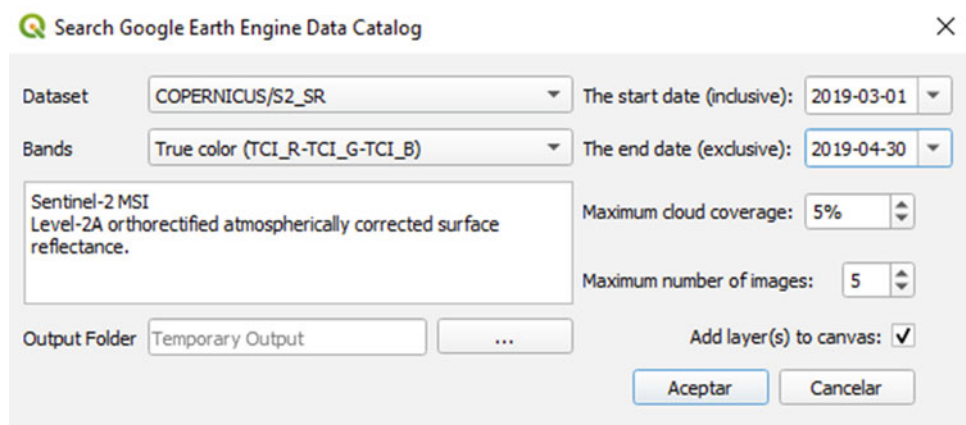 Search Google Earth Engine Data Catalog
Dataset COPERNICUS/S2_SR The start date (inclusive): 2019-03-01
Bands True color (TCI_R-TCI_G-TCI_B) The end date (exclusive): 2019-04-30
Sentinel-2 MSI
Level-2A orthorectified atmospherically corrected surface
reflectance.
Maximum cloud coverage: 5%
Maximum number of images: 5
Output Folder Temporary Output ... Add layer(s) to canvas:
Aceptar Cancelar